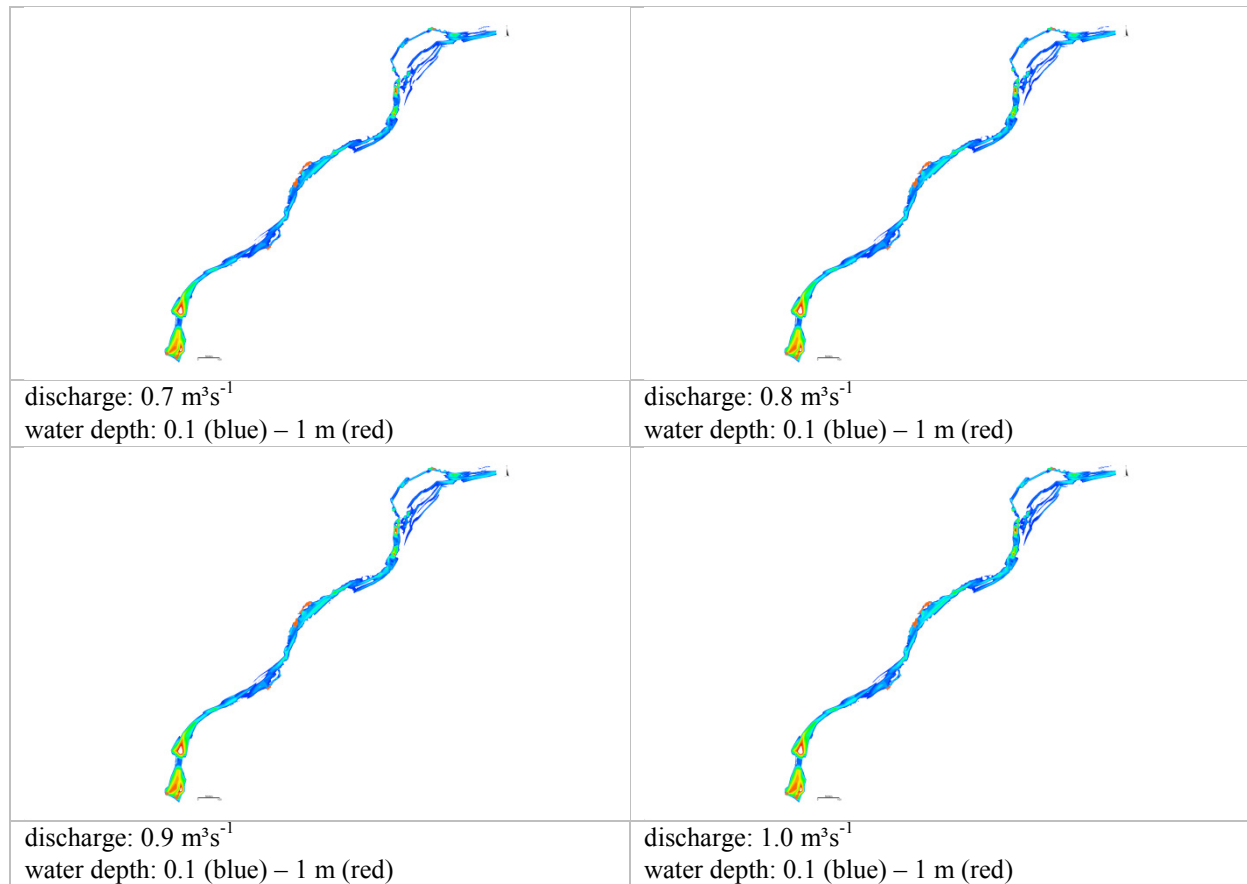 discharge: 0.7 m³s⁻¹
water depth: 0.1 (blue) – 1 m (red)
discharge: 0.8 m³s⁻¹
water depth: 0.1 (blue) – 1 m (red)
discharge: 0.9 m³s⁻¹
water depth: 0.1 (blue) – 1 m (red)
discharge: 1.0 m³s⁻¹
water depth: 0.1 (blue) – 1 m (red)